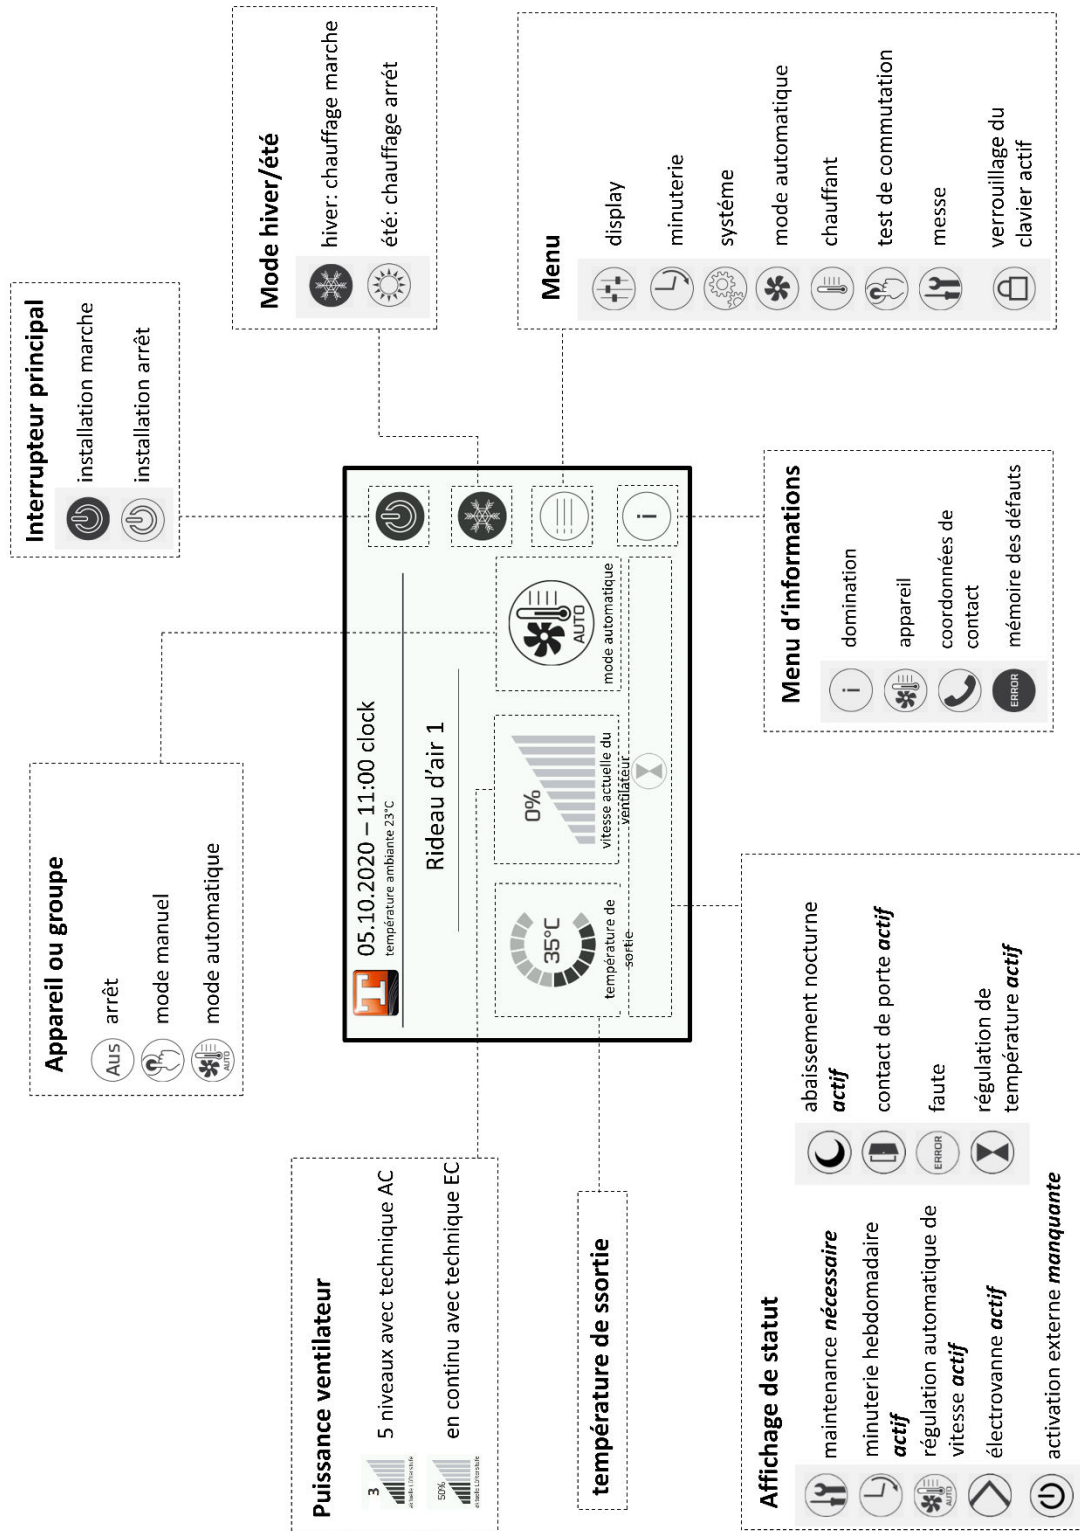 Interrupteur principal
installation marche
installation arrêt
Mode hiver/été
hiver: chauffage marche
été: chauffage arrét
Menu
display
minuterie
systéme
mode automatique
chauffant
test de commutation
messe
verrouillage du
clavier actif
Appareil ou groupe
Aus
arrêt
mode manuel
AUTO
mode automatique
T
05.10.2020 – 11:00 clock
température ambiante 23°C
Rideau d'air 1
35°C
température de
sortie
0%
vitesse actuelle du
ventilateur
AUTO
mode automatique
i
Menu d'informations
i
domination
appareil
coordonnées de
contact
ERROR
mémoire des défauts
Puissance ventilateur
3
5 niveaux avec technique AC
50%
en continu avec technique EC
température de ssortie
Affichage de statut
maintenance nécessaire
minuterie hebdomadaire
actif
AUTO
régulation automatique de
vitesse actif
électrovanne actif
activation externe manquante
abaissement nocturne
actif
contact de porte actif
ERROR
faute
régulation de
température actif